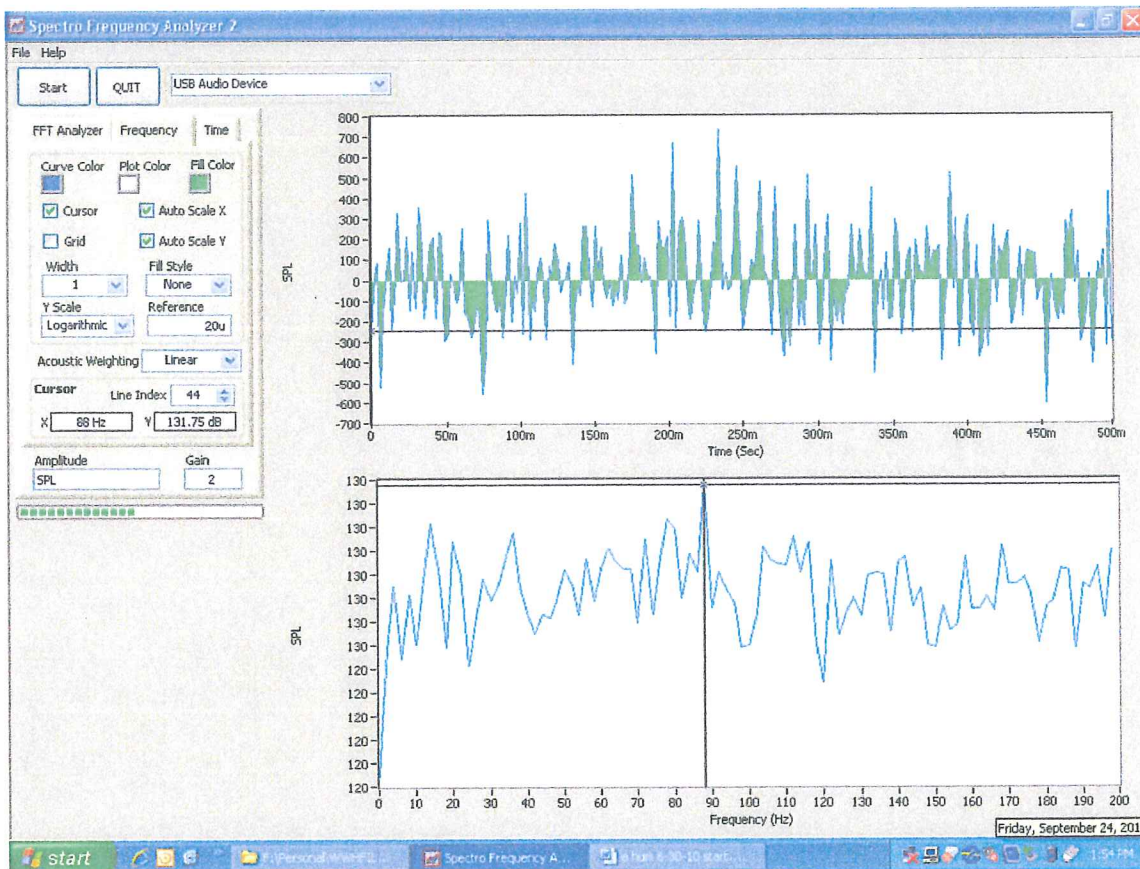 Spectro Frequency Analyzer 2
File Help
Start QUIT USB Audio Device
FFT Analyzer Frequency Time
Curve Color Plot Color Fill Color
Cursor Auto Scale X
Grid Auto Scale Y
Width Fill Style
1 None
Y Scale Reference
Logarithmic 20u
Acoustic Weighting Linear
Cursor Line Index 44
X 88 Hz Y 131.75 dB
Amplitude Gain
SPL 2
800
700
600
500
400
300
200
100
0
-100
-200
-300
-400
-500
-600
-700
SPL
0 50m 100m 150m 200m 250m 300m 350m 400m 450m 500m
Time (Sec)
130
130
130
130
130
130
130
130
120
120
120
120
120
120
SPL
0 10 20 30 40 50 60 70 80 90 100 110 120 130 140 150 160 170 180 190 200
Frequency (Hz)
Friday, September 24, 201
start Spectro Frequency A... 1:54 PM